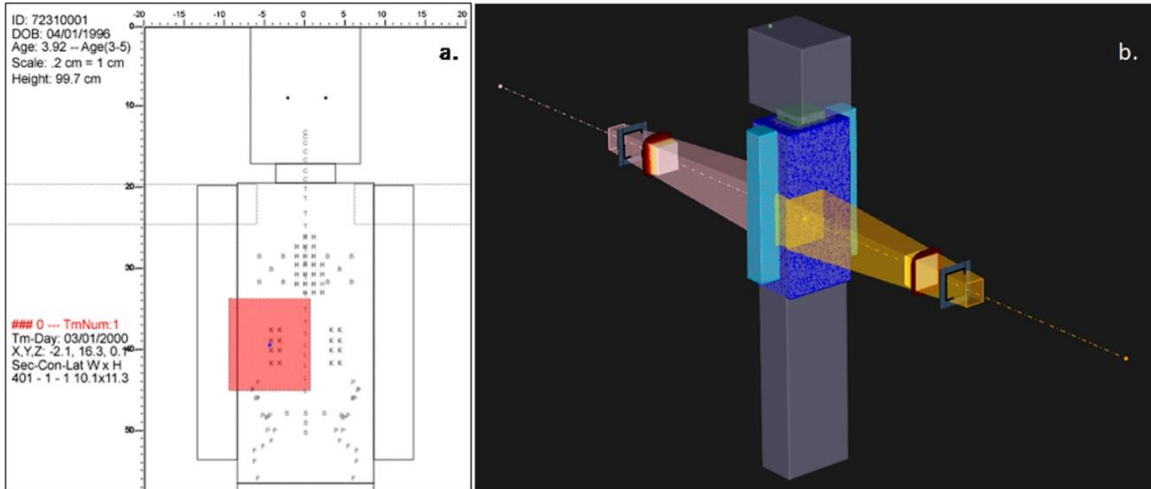 -20 -15 -10 -5 0 5 10 15 20
ID: 72310001
DOB: 04/01/1996
Age: 3.92 -- Age(3-5)
Scale: .2 cm = 1 cm
Height: 99.7 cm
a.
b.
0
10
20
30
40
50
### 0 --- TmNum:1
Tm-Day: 03/01/2000
X,Y,Z: -2.1, 16.3, 0.1
Sec-Con-Lat W x H
401 - 1 - 1 10.1x11.3